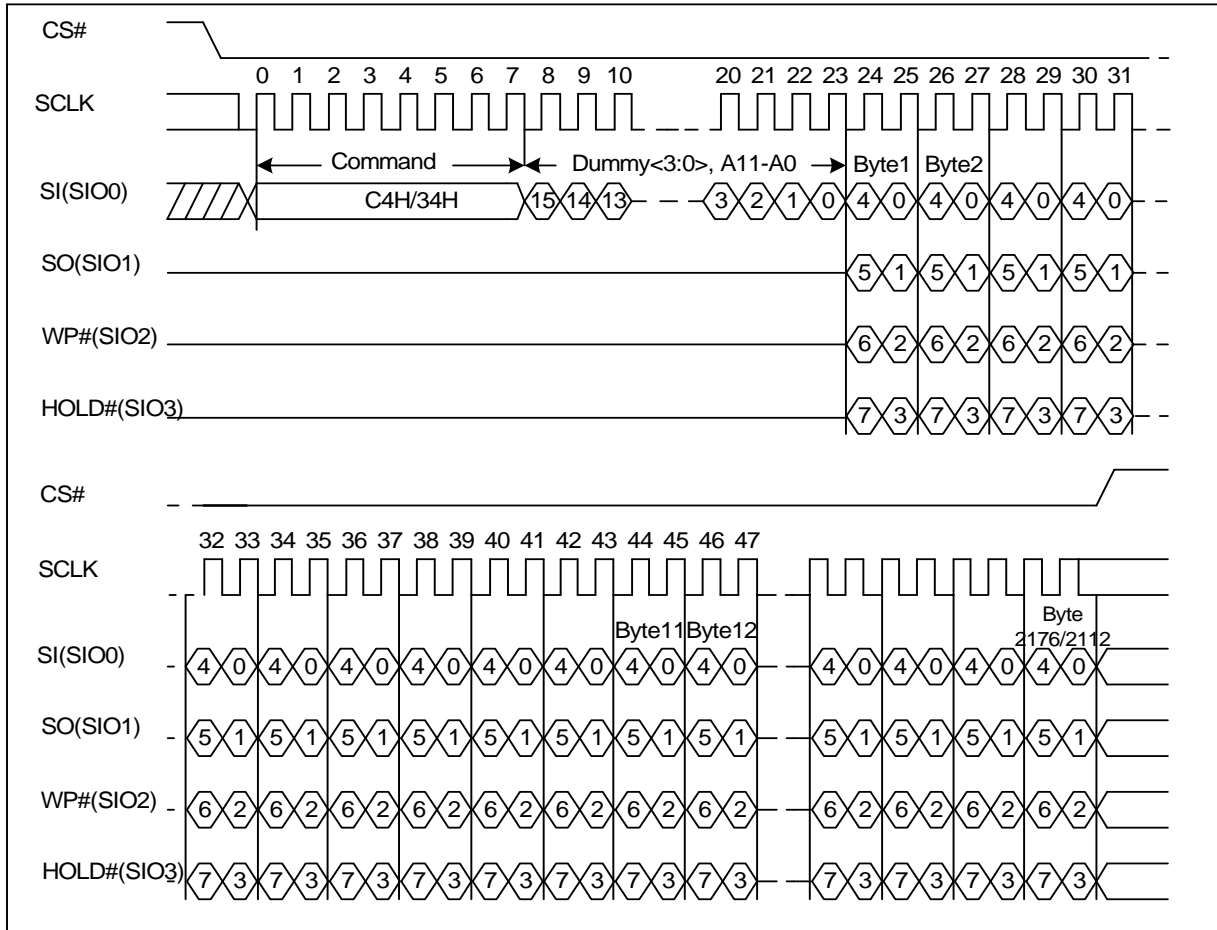 CS#
0 1 2 3 4 5 6 7 8 9 10 20 21 22 23 24 25 26 27 28 29 30 31
SCLK
Command Dummy<3:0>, A11-A0 Byte1 Byte2
SI(SIO0) C4H/34H 15 14 13 3 2 1 0 4 0 4 0 4 0 4 0
SO(SIO1) 5 1 5 1 5 1 5 1
WP#(SIO2) 6 2 6 2 6 2 6 2
HOLD#(SIO3) 7 3 7 3 7 3 7 3
CS#
32 33 34 35 36 37 38 39 40 41 42 43 44 45 46 47
SCLK
Byte11 Byte12 Byte
2176/2112
SI(SIO0) 4 0 4 0 4 0 4 0 4 0 4 0 4 0 4 0 4 0 4 0 4 0 4 0
SO(SIO1) 5 1 5 1 5 1 5 1 5 1 5 1 5 1 5 1 5 1 5 1 5 1 5 1
WP#(SIO2) 6 2 6 2 6 2 6 2 6 2 6 2 6 2 6 2 6 2 6 2 6 2 6 2
HOLD#(SIO3) 7 3 7 3 7 3 7 3 7 3 7 3 7 3 7 3 7 3 7 3 7 3 7 3